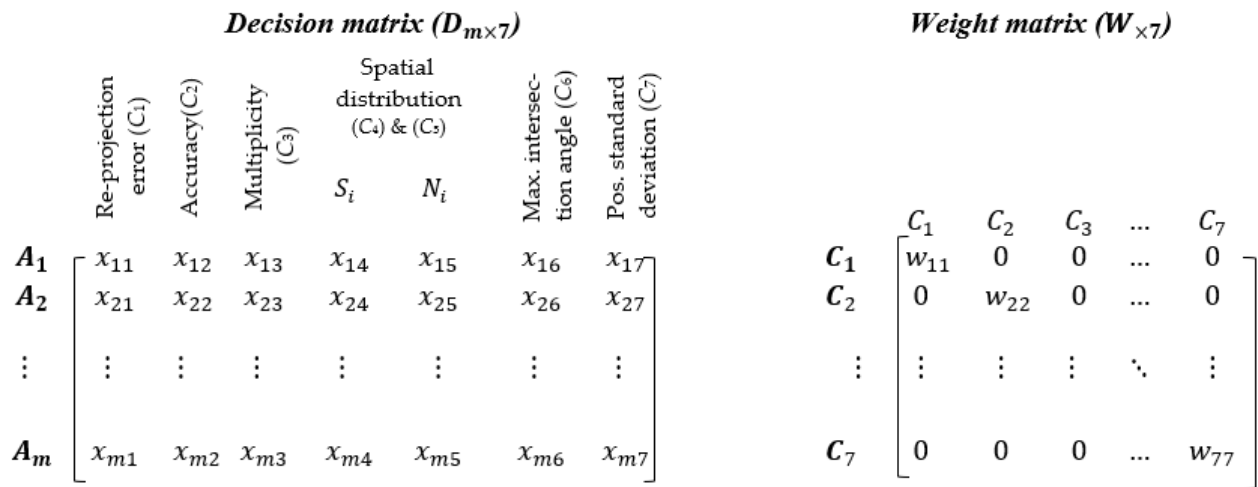 Decision matrix (D_{m×7})
Weight matrix (W_{×7})
Re-projection
error (C₁)
Accuracy(C₂)
Multiplicity
(C₃)
Spatial
distribution
(C₄) & (C₅)
S_i
N_i
Max. intersec-
tion angle (C₆)
Pos. standard
deviation (C₇)
C₁ C₂ C₃ … C₇
A₁ x₁₁ x₁₂ x₁₃ x₁₄ x₁₅ x₁₆ x₁₇
C₁ w₁₁ 0 0 … 0
A₂ x₂₁ x₂₂ x₂₃ x₂₄ x₂₅ x₂₆ x₂₇
C₂ 0 w₂₂ 0 … 0
⋮ ⋮ ⋮ ⋮ ⋮ ⋮ ⋮ ⋮
⋮ ⋮ ⋮ ⋮ ⋱ ⋮
A_m x_{m1} x_{m2} x_{m3} x_{m4} x_{m5} x_{m6} x_{m7}
C₇ 0 0 0 … w₇₇